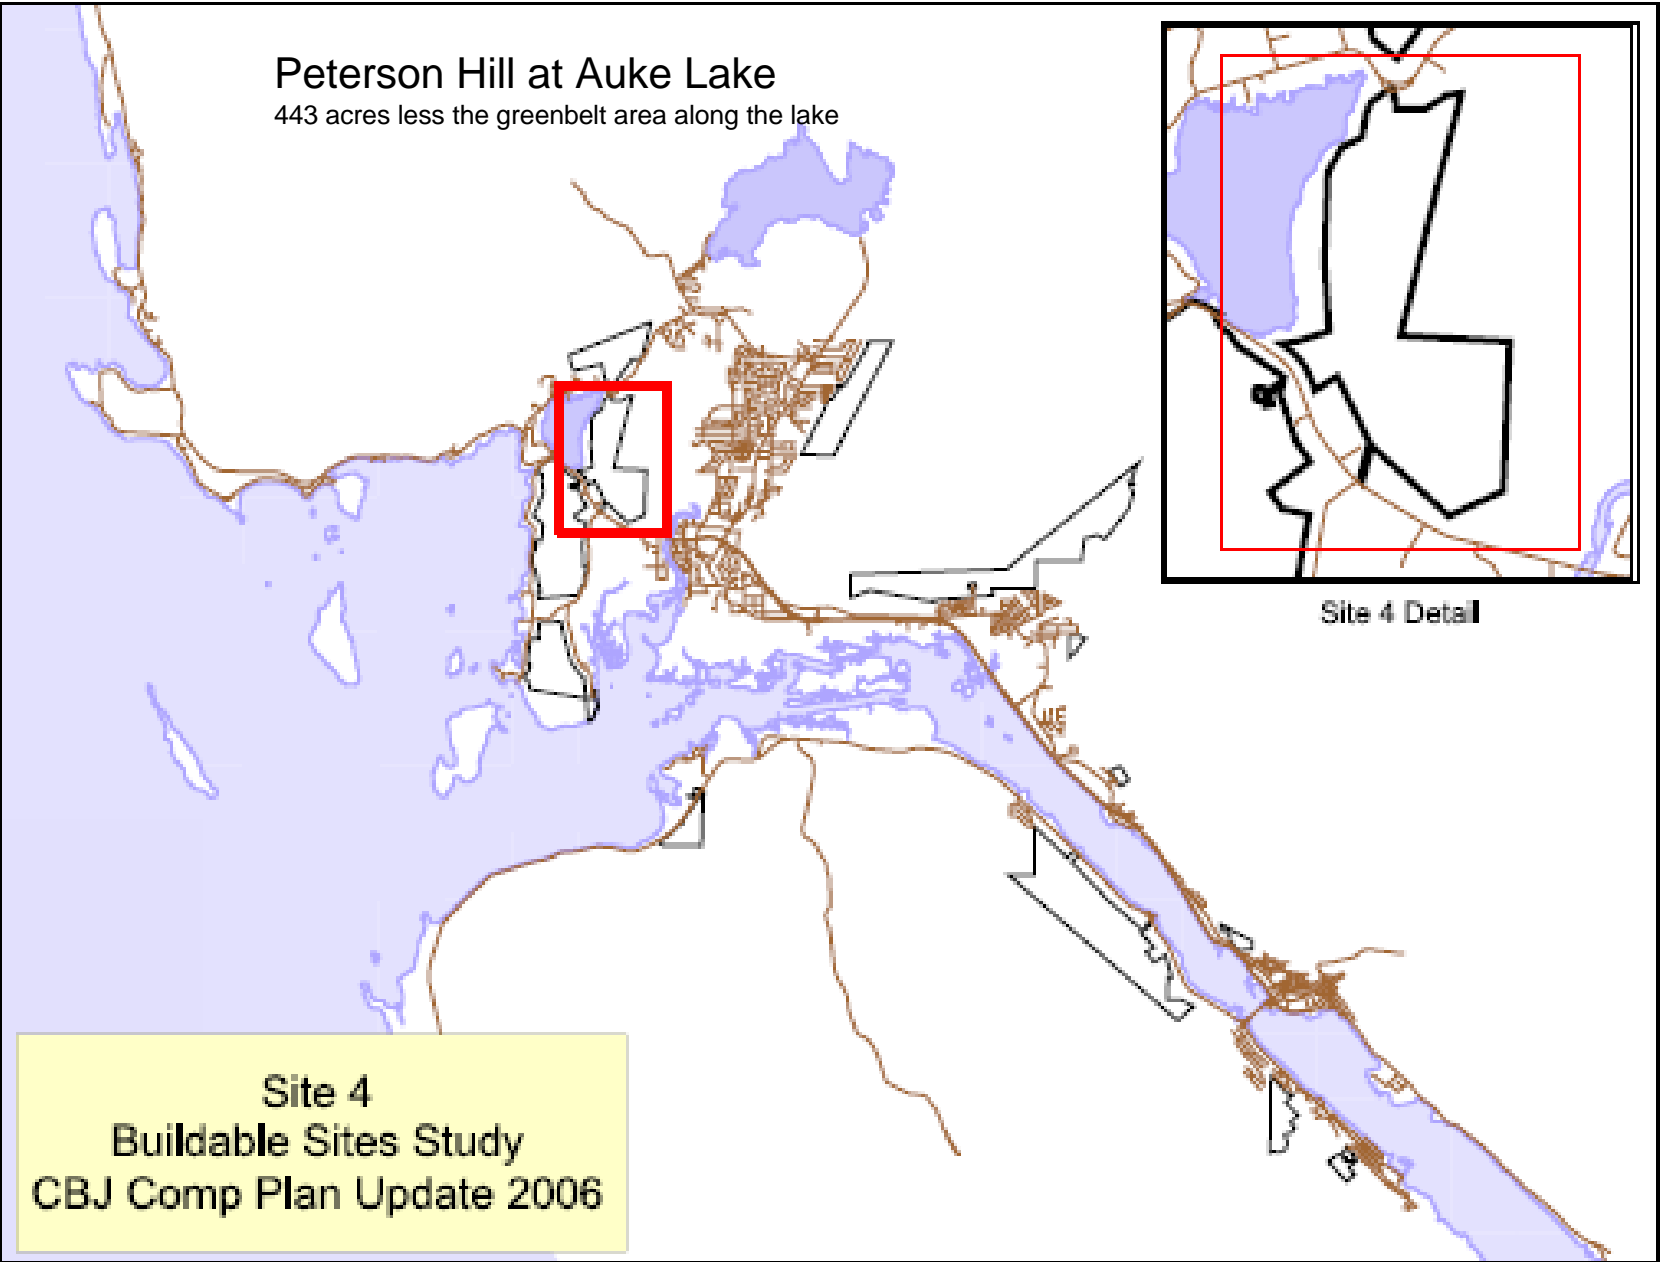 Peterson Hill at Auke Lake
443 acres less the greenbelt area along the lake
Site 4 Detail
Site 4
Buildable Sites Study
CBJ Comp Plan Update 2006